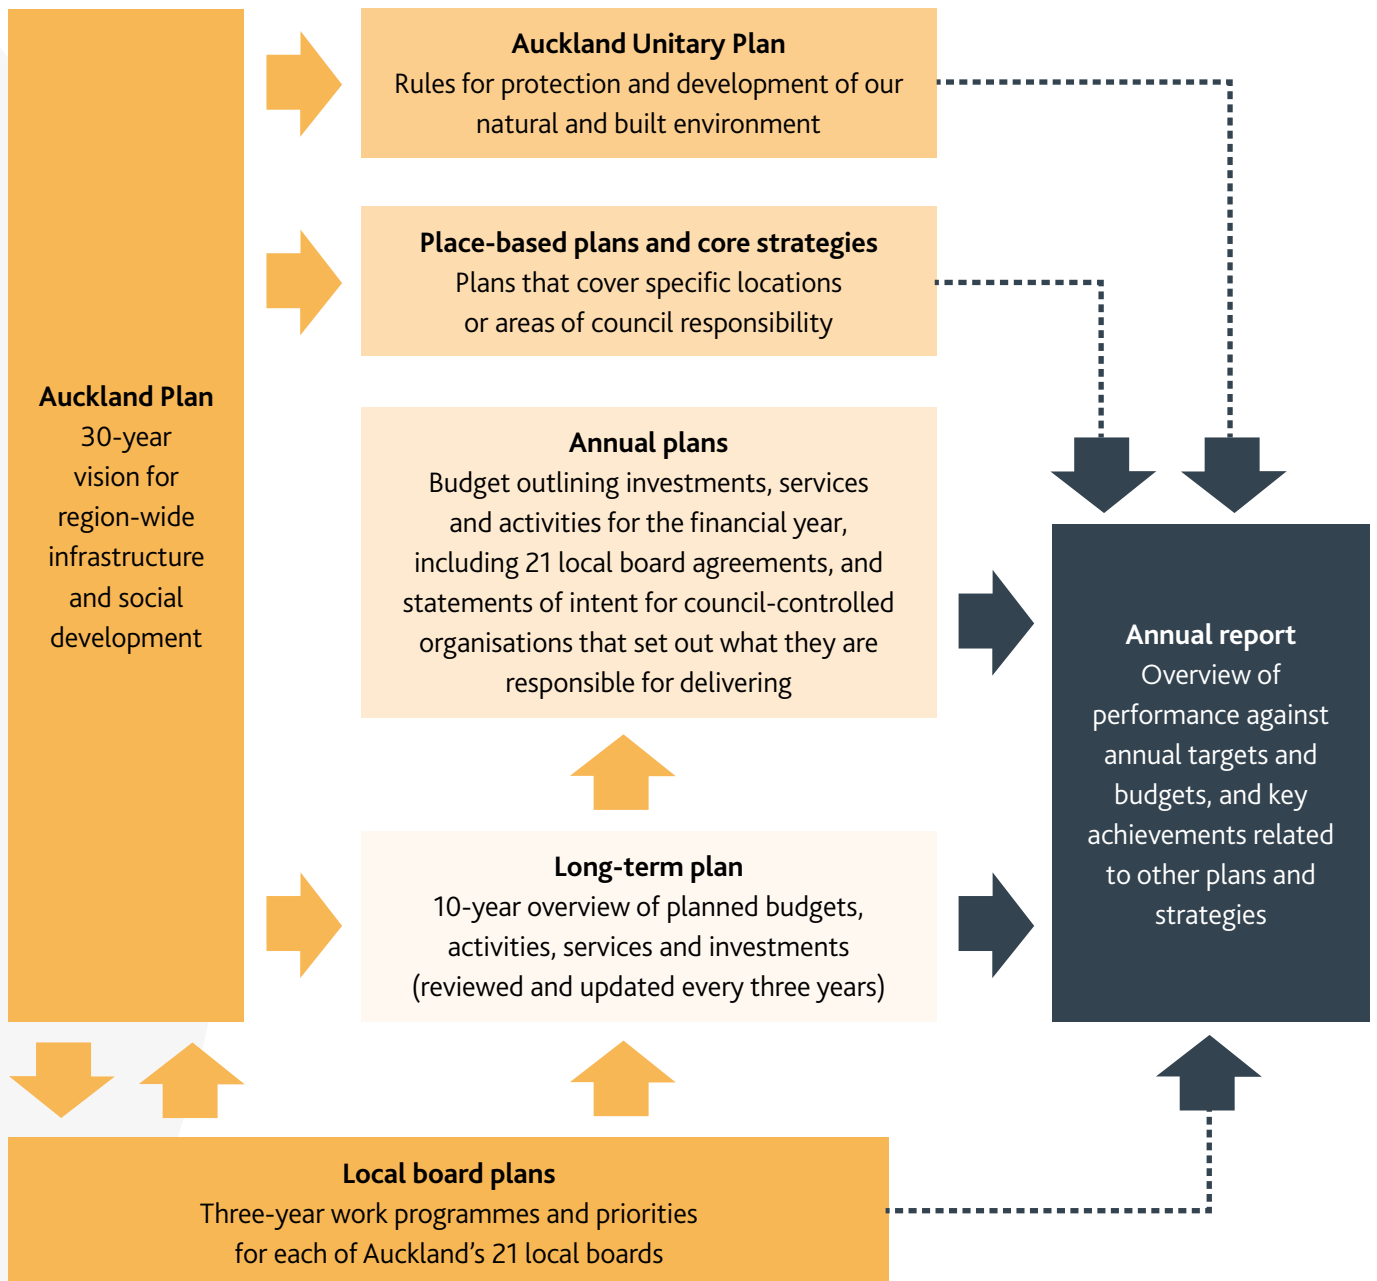 Auckland Plan
30-year
vision for
region-wide
infrastructure
and social
development
Auckland Unitary Plan
Rules for protection and development of our
natural and built environment
Place-based plans and core strategies
Plans that cover specific locations
or areas of council responsibility
Annual plans
Budget outlining investments, services
and activities for the financial year,
including 21 local board agreements, and
statements of intent for council-controlled
organisations that set out what they are
responsible for delivering
Long-term plan
10-year overview of planned budgets,
activities, services and investments
(reviewed and updated every three years)
Annual report
Overview of
performance against
annual targets and
budgets, and key
achievements related
to other plans and
strategies
Local board plans
Three-year work programmes and priorities
for each of Auckland’s 21 local boards